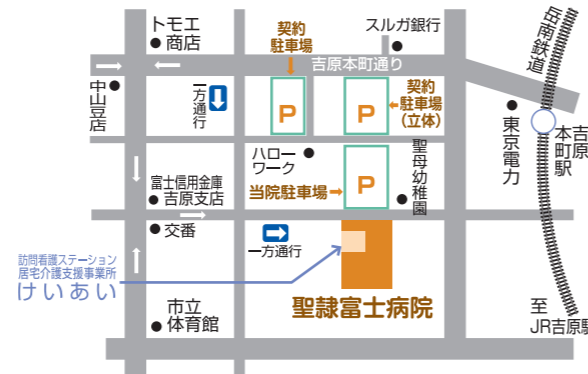 トモエ
商店
契約
駐車場
スルガ銀行
岳南鉄道
吉原本町通り
中山豆店
一方通行
P
P
契約
駐車場
(立体)
東京電力
吉原
本町駅
ハロー
ワーク
聖母幼稚園
富士信用金庫
吉原支店
当院駐車場
P
交番
一方通行
訪問看護ステーション
居宅介護支援事業所
けいあい
聖隷富士病院
市立
体育館
至
JR吉原駅